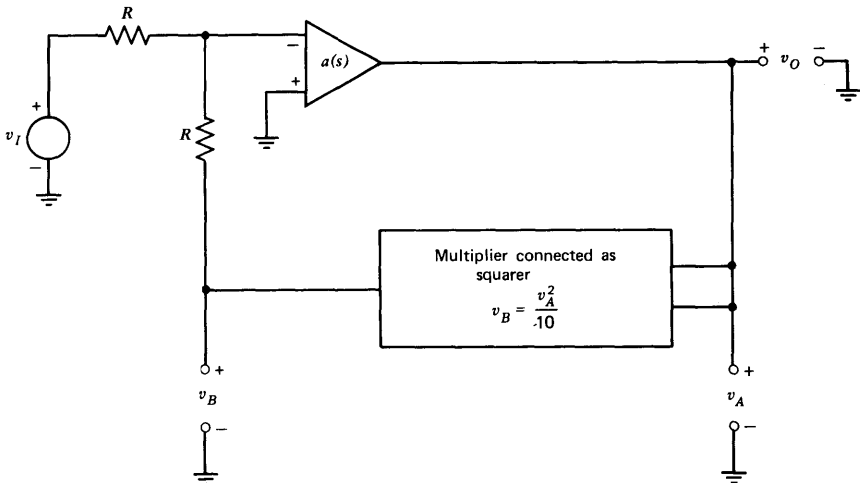 R
−
a(s)
+
+ v_O −
+
v_I
−
R
Multiplier connected as
squarer
v_B = v_A^2 / 10
+
v_B
−
+
v_A
−